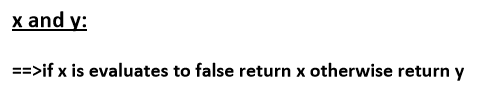 x and y:
==>if x is evaluates to false return x otherwise return y